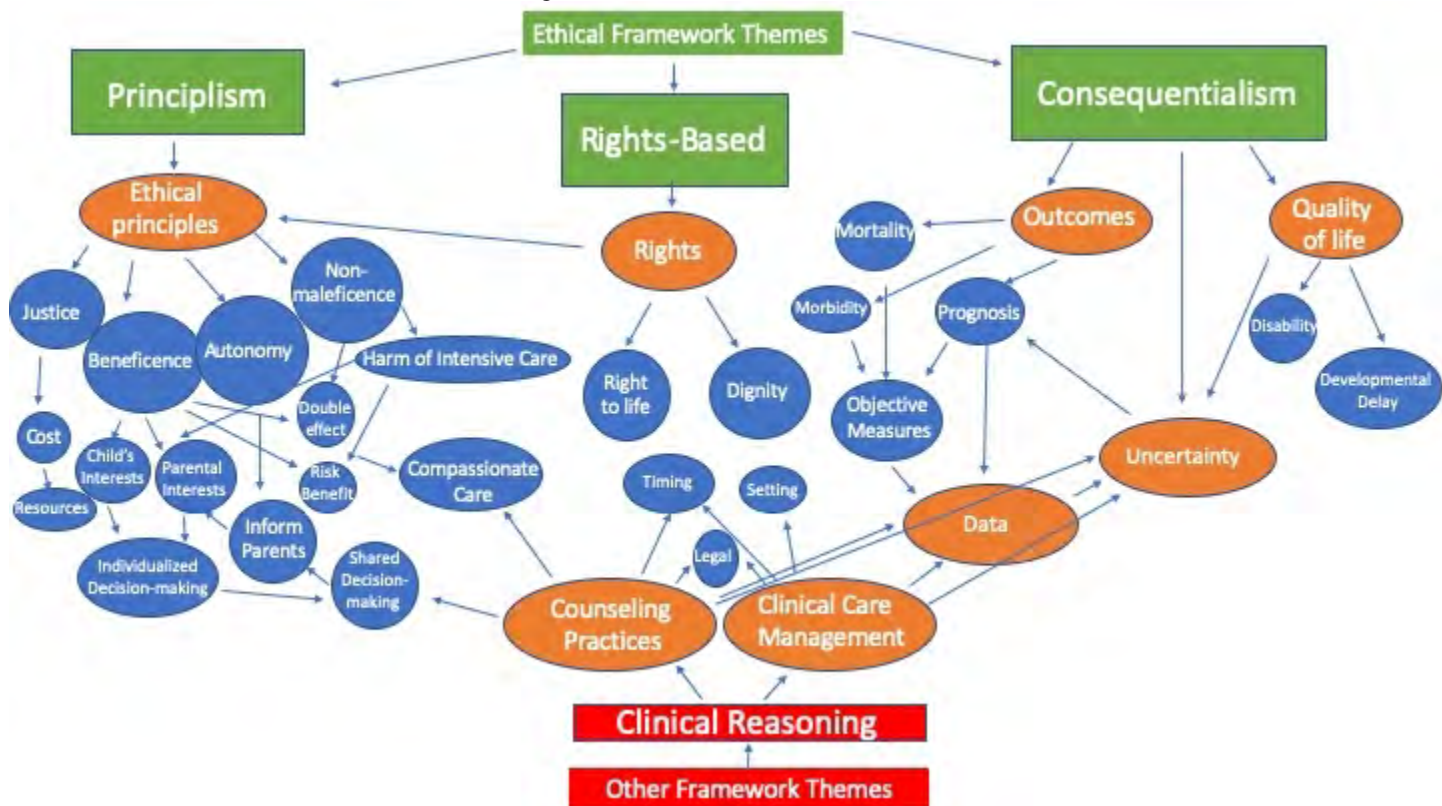 Ethical Framework Themes
Principlism
Rights-Based
Consequentialism
Ethical
principles
Rights
Outcomes
Quality
of life
Mortality
Non-
maleficence
Justice
Beneficence
Autonomy
Harm of Intensive Care
Morbidity
Prognosis
Disability
Developmental
Delay
Right
to life
Dignity
Objective
Measures
Double
effect
Cost
Child's
Interests
Parental
Interests
Risk
Benefit
Compassionate
Care
Timing
Setting
Uncertainty
Resources
Inform
Parents
Data
Legal
Individualized
Decision-making
Shared
Decision-
making
Counseling
Practices
Clinical Care
Management
Clinical Reasoning
Other Framework Themes